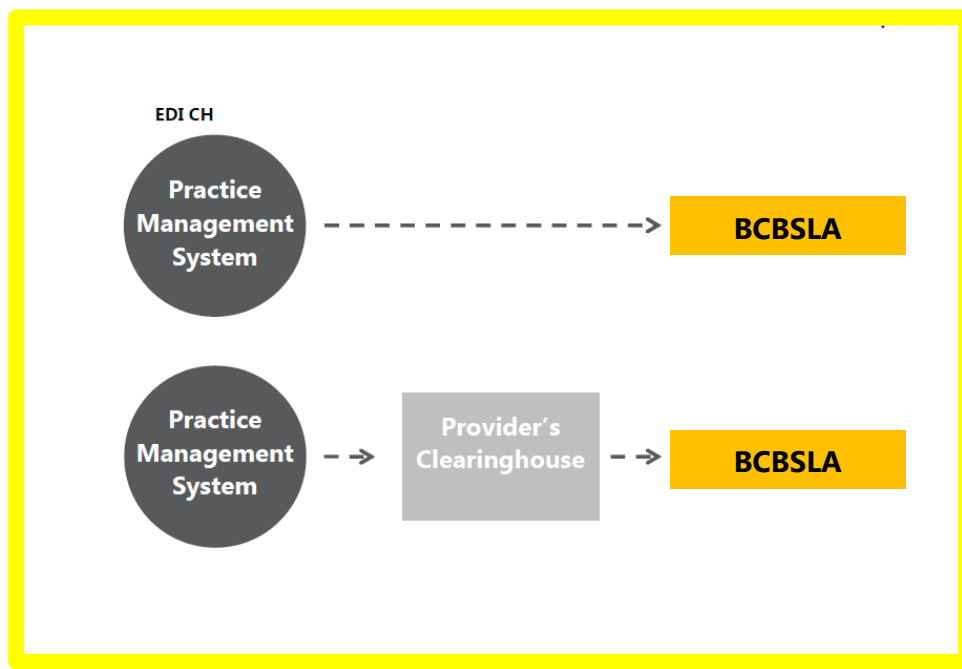 EDI CH
Practice
Management
System
BCBSLA
Practice
Management
System
Provider’s
Clearinghouse
BCBSLA